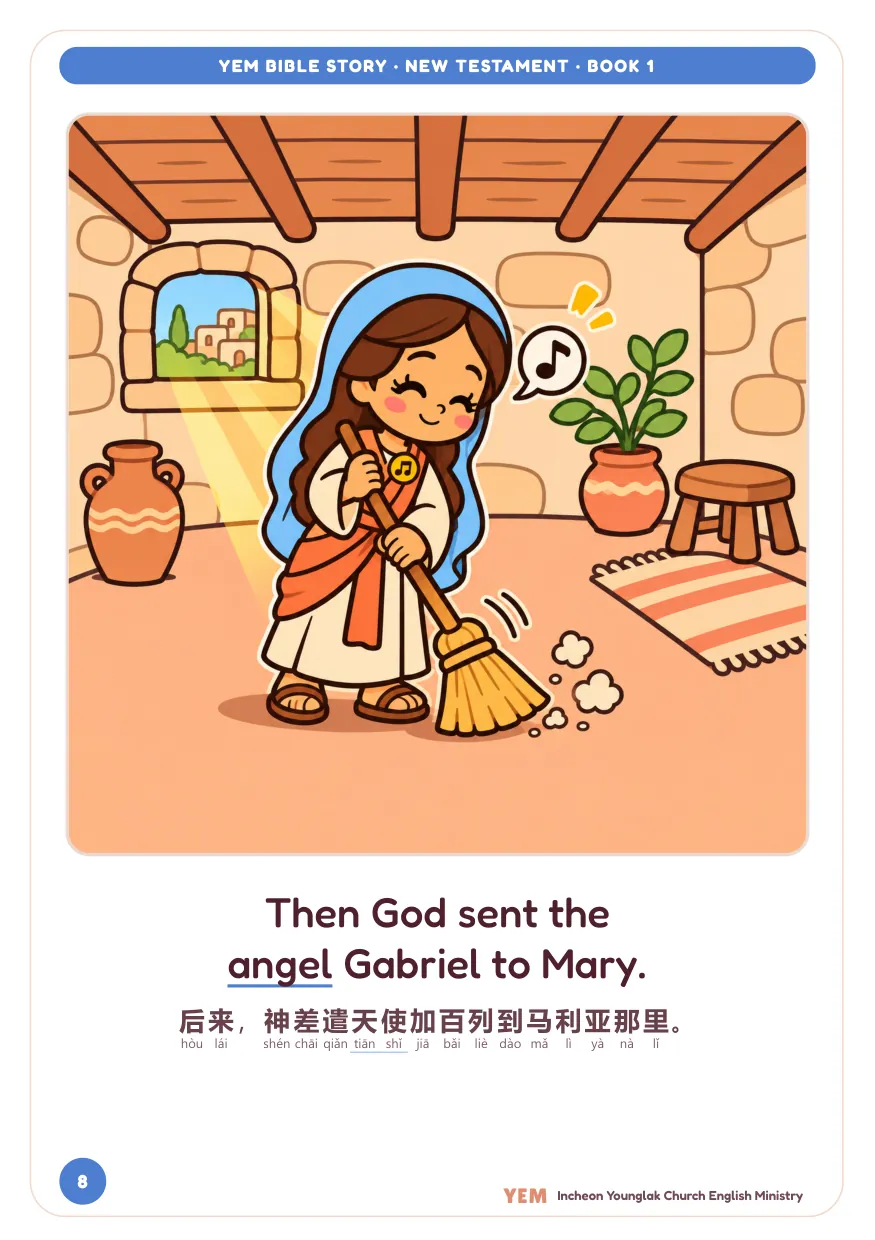 YEM BIBLE STORY · NEW TESTAMENT · BOOK 1
Then God sent the
angel Gabriel to Mary.
后来，神差遣天使加百列到马利亚那里。
hòu lái shén chāi qiǎn tiān shǐ jiā bǎi liè dào mǎ lì yà nà lǐ
8
YEM Incheon Younglak Church English Ministry